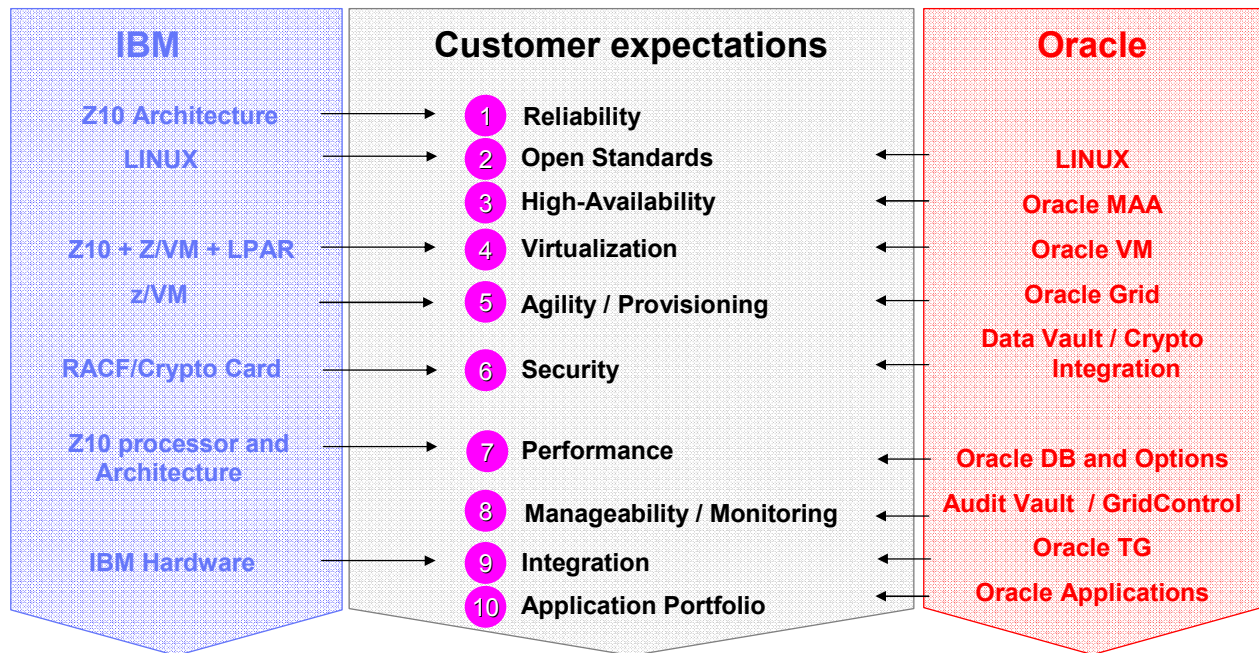 IBM
Customer expectations
Oracle
Z10 Architecture
1 Reliability
LINUX
2 Open Standards
LINUX
3 High-Availability
Oracle MAA
Z10 + Z/VM + LPAR
4 Virtualization
Oracle VM
z/VM
5 Agility / Provisioning
Oracle Grid
RACF/Crypto Card
6 Security
Data Vault / Crypto
Integration
Z10 processor and
Architecture
7 Performance
Oracle DB and Options
8 Manageability / Monitoring
Audit Vault / GridControl
IBM Hardware
9 Integration
Oracle TG
10 Application Portfolio
Oracle Applications